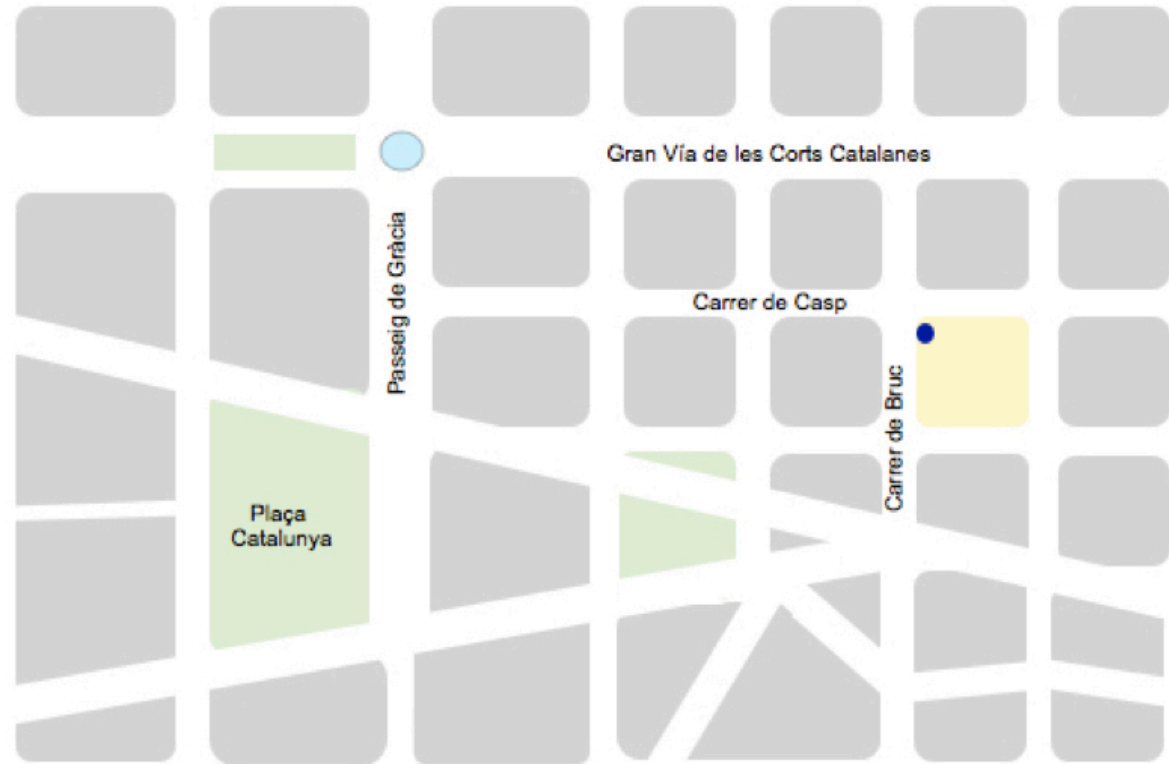 Gran Vía de les Corts Catalanes
Passeig de Gràcia
Carrer de Casp
Carrer de Bruc
Plaça
Catalunya